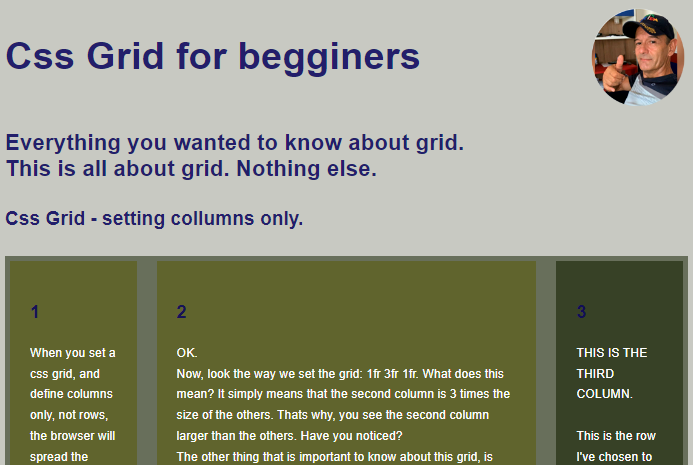 Css Grid for begginers
Everything you wanted to know about grid.
This is all about grid. Nothing else.
Css Grid - setting collumns only.
1
When you set a
css grid, and
define columns
only, not rows,
the browser will
spread the
2
OK.
Now, look the way we set the grid: 1fr 3fr 1fr. What does this
mean? It simply means that the second column is 3 times the
size of the others. Thats why, you see the second column
larger than the others. Have you noticed?
The other thing that is important to know about this grid, is
3
THIS IS THE
THIRD
COLUMN.
This is the row
I've chosen to